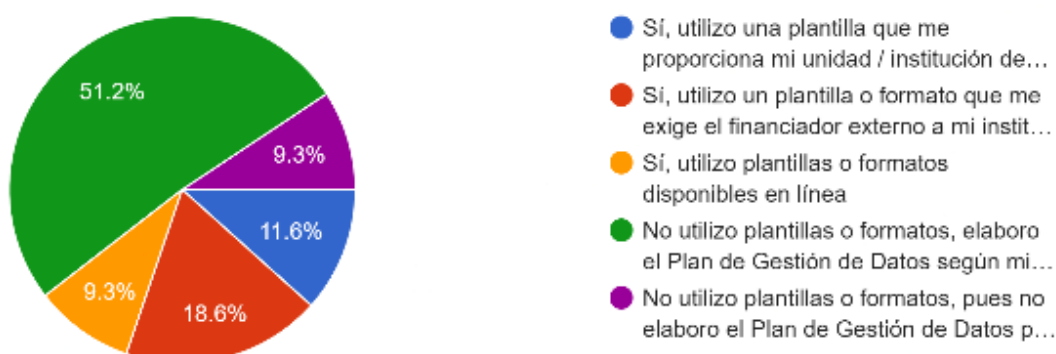 Sí, utilizo una plantilla que me
proporciona mi unidad / institución de…
Sí, utilizo un plantilla o formato que me
exige el financiador externo a mi instit…
Sí, utilizo plantillas o formatos
disponibles en línea
No utilizo plantillas o formatos, elaboro
el Plan de Gestión de Datos según mi…
No utilizo plantillas o formatos, pues no
elaboro el Plan de Gestión de Datos p…
51.2%
9.3%
11.6%
9.3%
18.6%